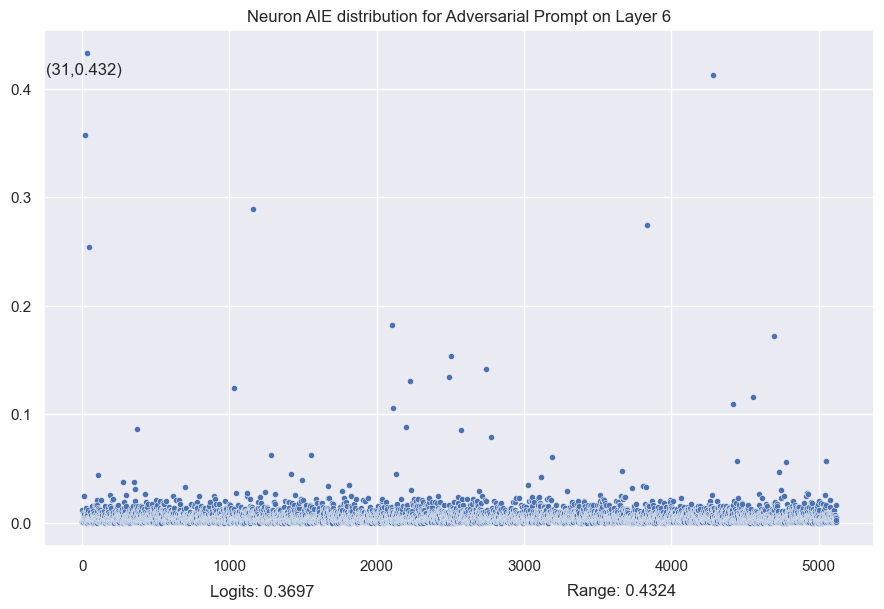 Neuron AIE distribution for Adversarial Prompt on Layer 6
(31,0.432)
0.4
0.3
0.2
0.1
0.0
0 1000 2000 3000 4000 5000
Logits: 0.3697 Range: 0.4324